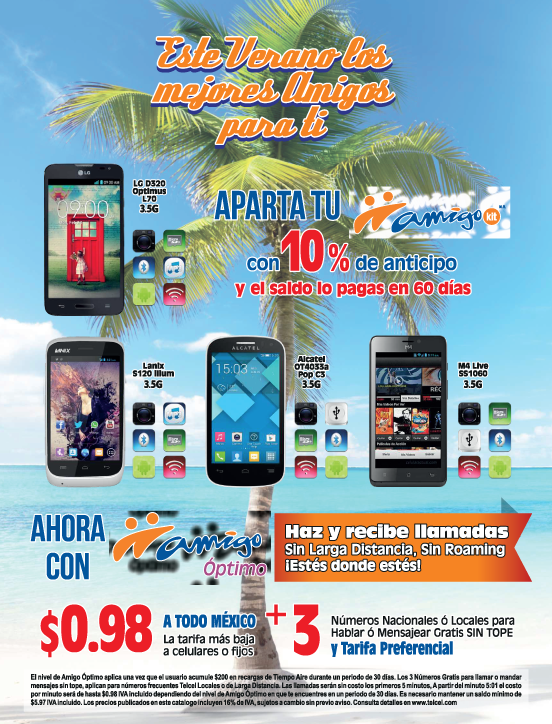 Este Verano los
mejores Amigos
para ti
LG D320
Optimus
L70
3.5G
APARTA TU
amigo
kit
con 10% de anticipo
y el saldo lo pagas en 60 días
Lanix
S120 Ilium
3.5G
Alcatel
OT4033a
Pop C3
3.5G
M4 Live
SS1060
3.5G
AHORA
CON
amigo
Óptimo
Haz y recibe llamadas
Sin Larga Distancia, Sin Roaming
¡Estés donde estés!
$0.98
A TODO MÉXICO
La tarifa más baja
a celulares o fijos
+3
Números Nacionales ó Locales para
Hablar ó Mensajear Gratis SIN TOPE
y Tarifa Preferencial
El nivel de Amigo Óptimo aplica una vez que el usuario acumule $200 en recargas de Tiempo Aire durante un periodo de 30 días. Los 3 Números Gratis para llamar o mandar
mensajes sin tope, aplican para números frecuentes Telcel Locales o de Larga Distancia. Las llamadas serán sin costo los primeros 5 minutos, A partir del minuto 5:01 el costo
por minuto será de hasta $0.98 IVA incluido dependiendo del nivel de Amigo Óptimo en que te encuentres en un periodo de 30 días. Es necesario mantener un saldo mínimo de
$5.97 IVA incluido. Los precios publicados en este catalogo incluyen 16% de IVA, sujetos a cambio sin previo aviso. Consulta detalles en www.telcel.com